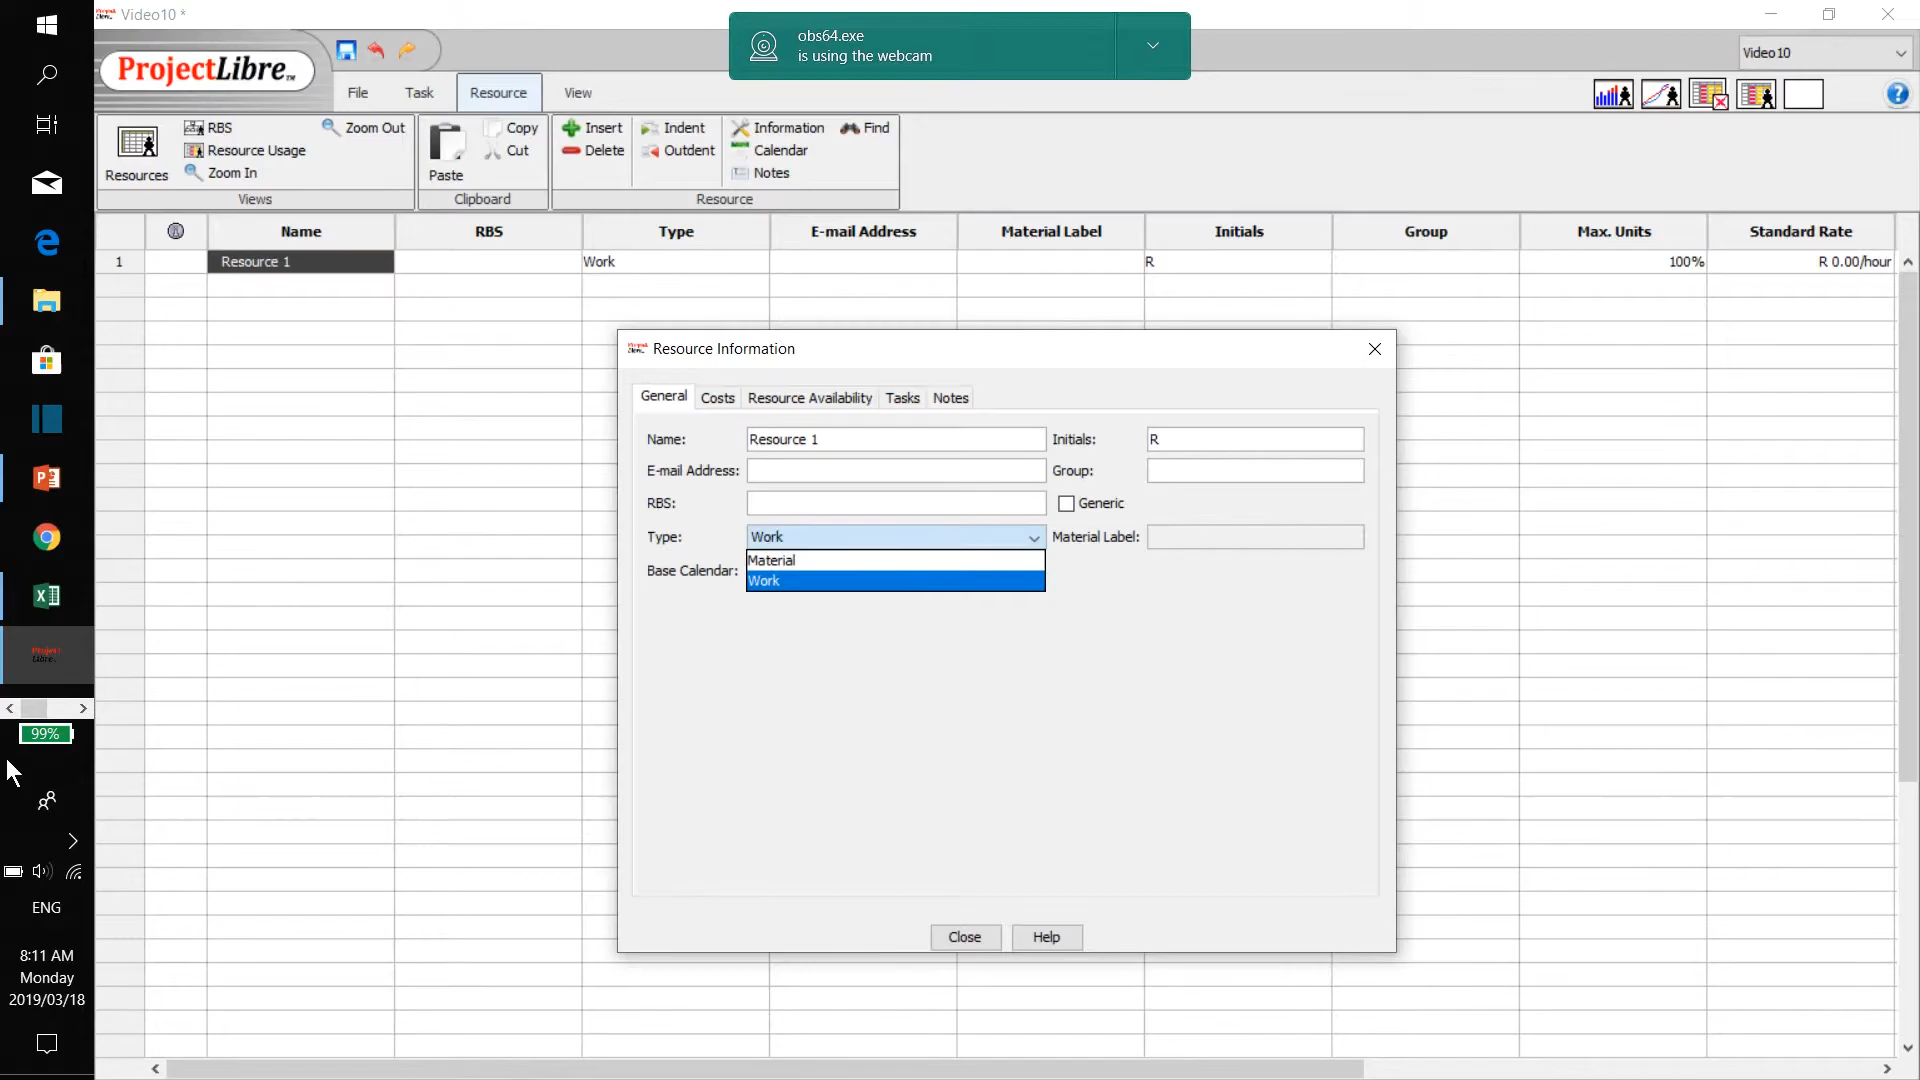 Video10 *
obs64.exe
is using the webcam
Video10
ProjectLibre™
File Task Resource View
Resources
RBS
Resource Usage
Zoom In
Zoom Out
Views
Paste
Copy
Cut
Clipboard
Insert
Delete
Indent
Outdent
Information
Calendar
Notes
Find
Resource
Name RBS Type E-mail Address Material Label Initials Group Max. Units Standard Rate
1 Resource 1 Work R 100% R 0.00/hour
Resource Information
General Costs Resource Availability Tasks Notes
Name: Resource 1 Initials: R
E-mail Address: Group:
RBS: Generic
Type: Work Material Label:
Material
Base Calendar:
Work
Close Help
99%
ENG
8:11 AM
Monday
2019/03/18